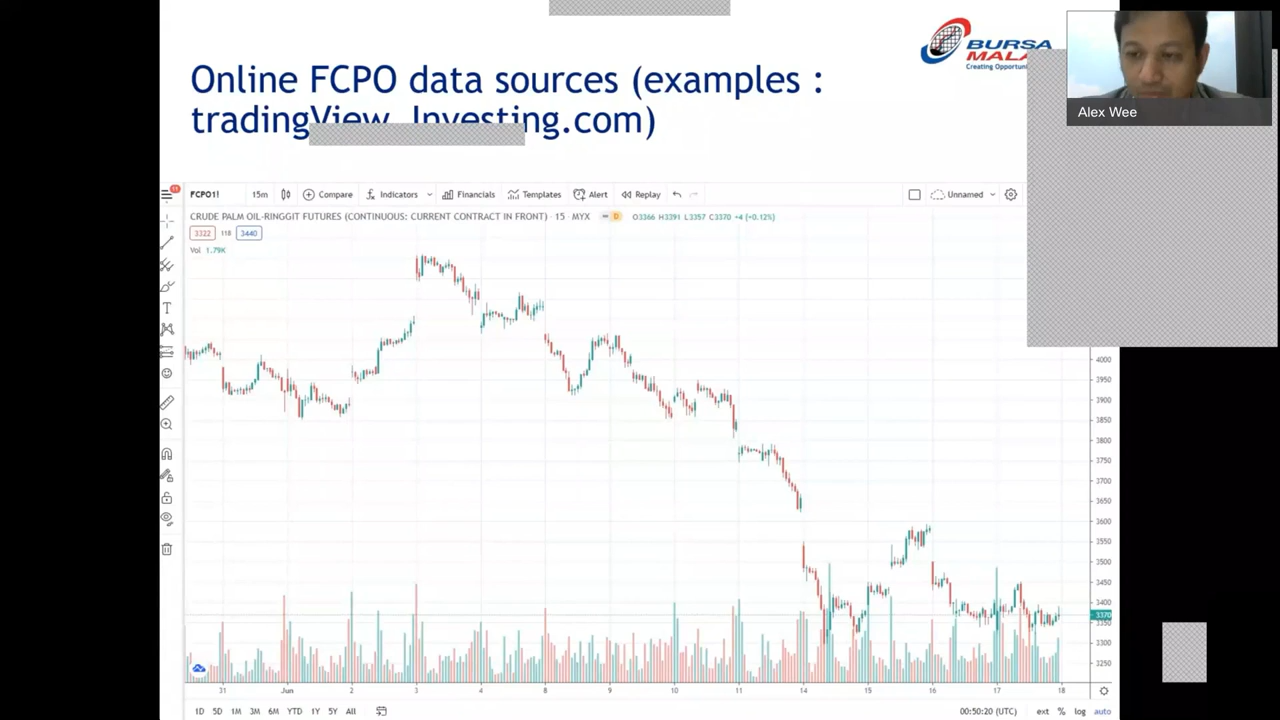 Online FCPO data sources (examples :
tradingView, Investing.com)
BURSA
Creating
Alex Wee
11
FCPO1!
15m
Compare
Indicators
Financials
Templates
Alert
Replay
Unnamed
CRUDE PALM OIL-RINGGIT FUTURES (CONTINUOUS: CURRENT CONTRACT IN FRONT) · 15 · MYX
D
O3366 H3391 L3357 C3370 +4 (+0.12%)
3322 118 3440
Vol 1.79K
T
4000
3950
3900
3850
3800
3750
3700
3650
3600
3550
3500
3450
3400
3370
3350
3300
3250
31 Jun 2 3 4 8 9 10 11 14 15 16 17 18
1D 5D 1M 3M 6M YTD 1Y 5Y All
00:50:20 (UTC) ext % log auto